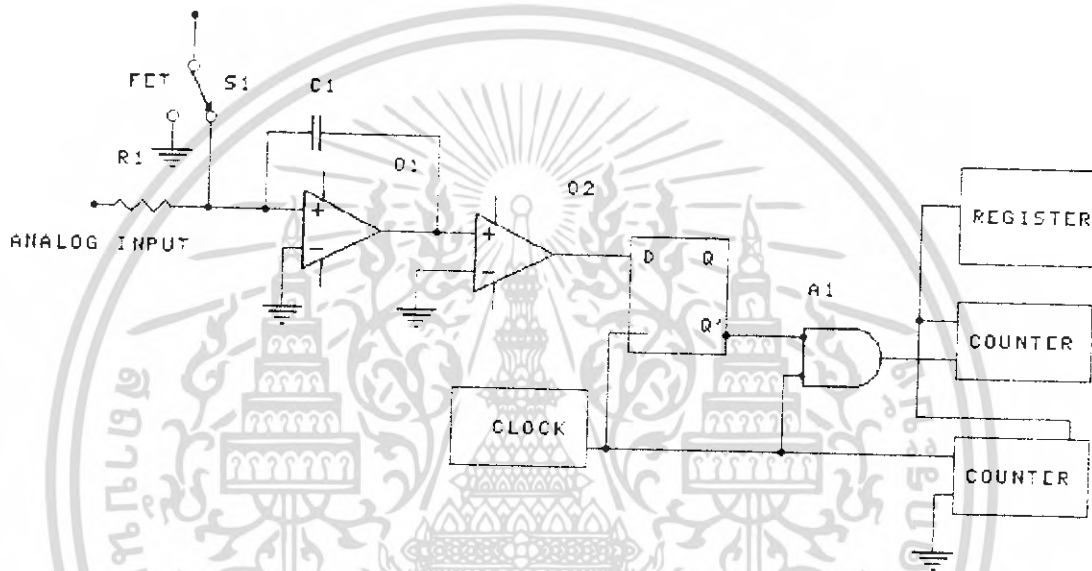 FET S1
C1
R1
O1
O2
ANALOG INPUT
REGISTER
D Q
Q'
A1
COUNTER
CLOCK
COUNTER